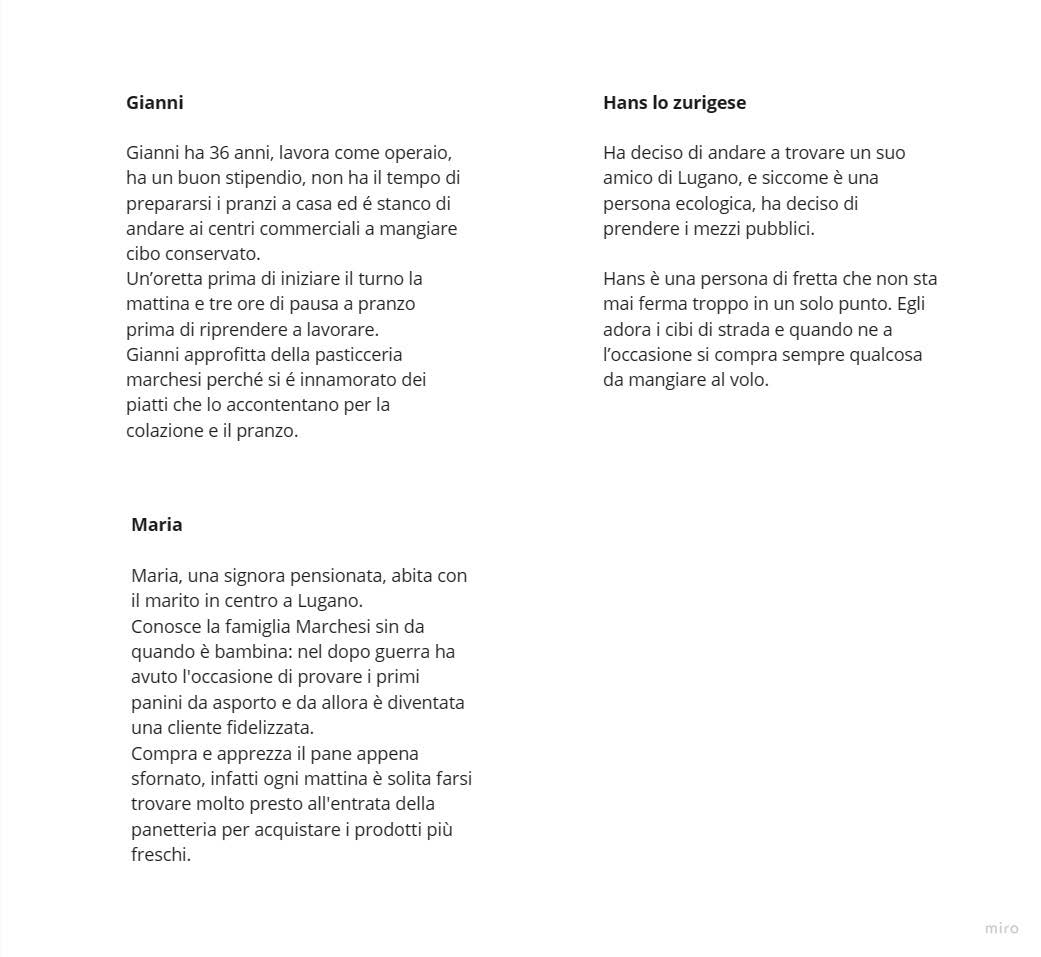 Gianni
Gianni ha 36 anni, lavora come operaio,
ha un buon stipendio, non ha il tempo di
prepararsi i pranzi a casa ed é stanco di
andare ai centri commerciali a mangiare
cibo conservato.
Un’oretta prima di iniziare il turno la
mattina e tre ore di pausa a pranzo
prima di riprendere a lavorare.
Gianni approfitta della pasticceria
marchesi perché si é innamorato dei
piatti che lo accontentano per la
colazione e il pranzo.
Hans lo zurigese
Ha deciso di andare a trovare un suo
amico di Lugano, e siccome è una
persona ecologica, ha deciso di
prendere i mezzi pubblici.
Hans è una persona di fretta che non sta
mai ferma troppo in un solo punto. Egli
adora i cibi di strada e quando ne a
l’occasione si compra sempre qualcosa
da mangiare al volo.
Maria
Maria, una signora pensionata, abita con
il marito in centro a Lugano.
Conosce la famiglia Marchesi sin da
quando è bambina: nel dopo guerra ha
avuto l'occasione di provare i primi
panini da asporto e da allora è diventata
una cliente fidelizzata.
Compra e apprezza il pane appena
sfornato, infatti ogni mattina è solita farsi
trovare molto presto all'entrata della
panetteria per acquistare i prodotti più
freschi.
miro